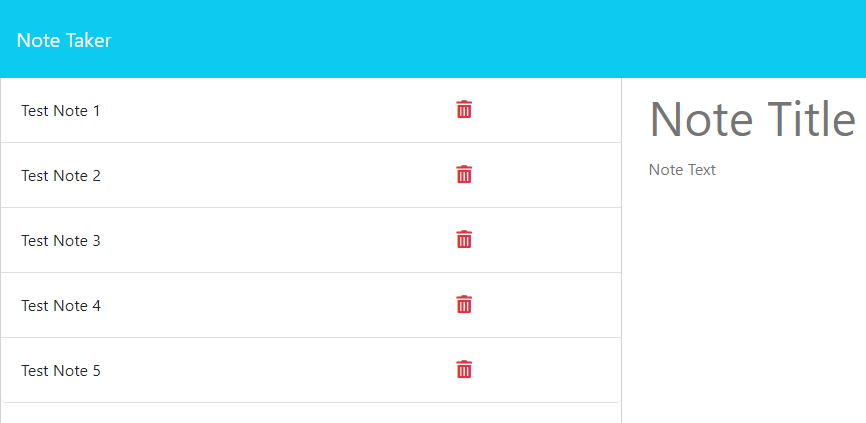 Note Taker
Test Note 1
Test Note 2
Test Note 3
Test Note 4
Test Note 5
Note Title
Note Text